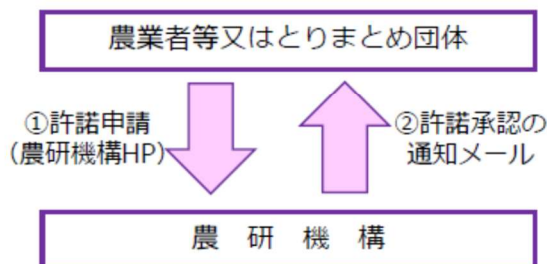 農業者等又はとりまとめ団体
①許諾申請
(農研機構HP)
②許諾承認の
通知メール
農 研 機 構